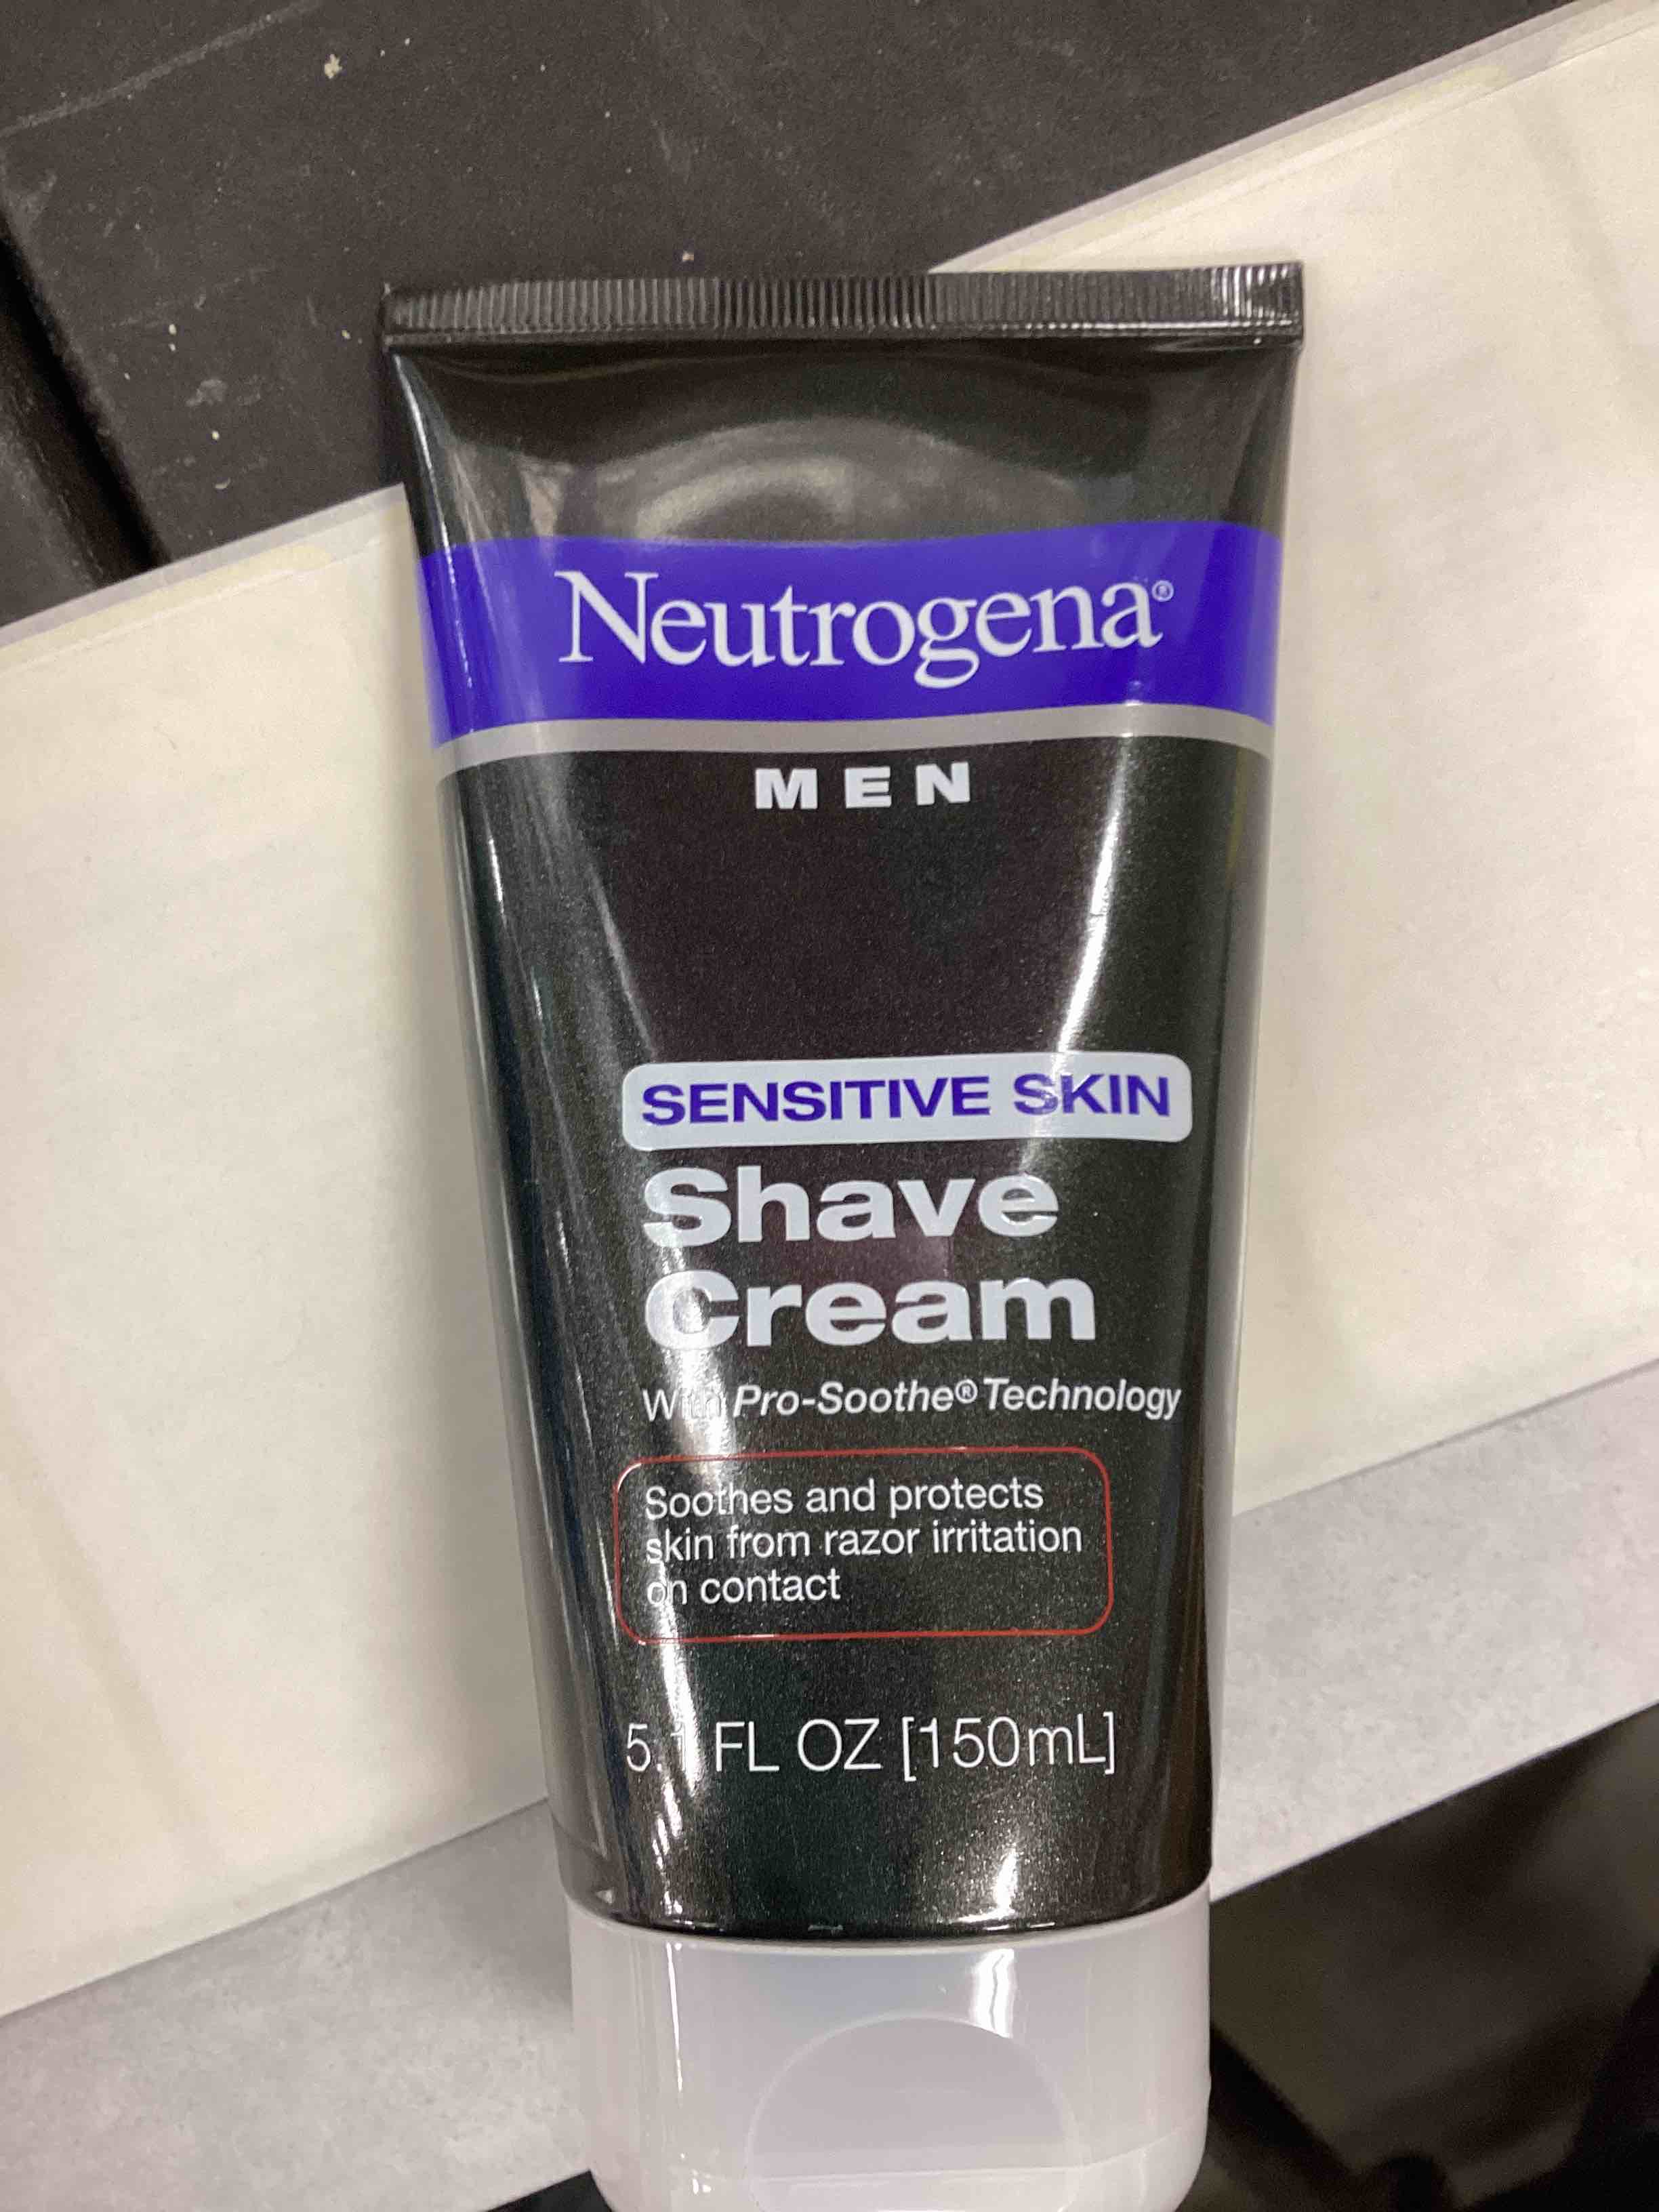 Neutrogena®
MEN
SENSITIVE SKIN
Shave
Cream
With Pro-Soothe® Technology
Soothes and protects
skin from razor irritation
on contact
5.1 FL OZ [150mL]